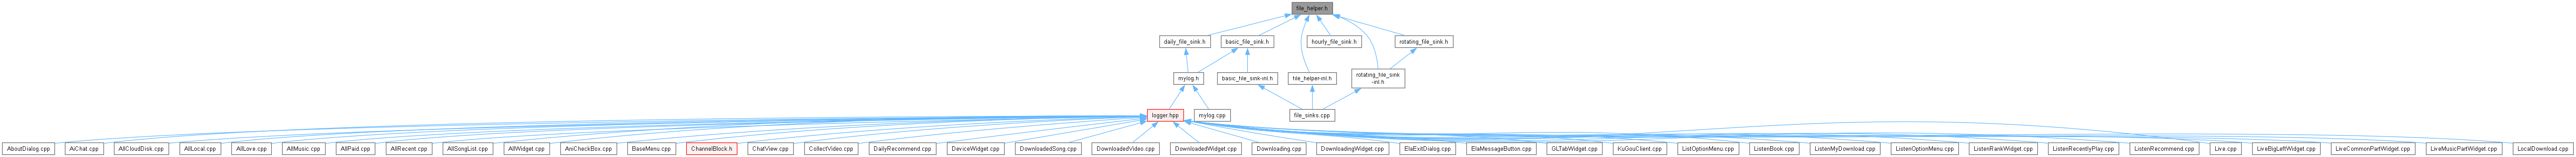 file_helper.h
daily_file_sink.h
basic_file_sink.h
hourly_file_sink.h
rotating_file_sink.h
mylog.h
basic_file_sink-inl.h
file_helper-inl.h
rotating_file_sink
-inl.h
logger.hpp
mylog.cpp
file_sinks.cpp
AboutDialog.cpp
AiChat.cpp
AllCloudDisk.cpp
AllLocal.cpp
AllLove.cpp
AllMusic.cpp
AllPaid.cpp
AllRecent.cpp
AllSongList.cpp
AllWidget.cpp
AniCheckBox.cpp
BaseMenu.cpp
ChannelBlock.h
ChatView.cpp
CollectVideo.cpp
DailyRecommend.cpp
DeviceWidget.cpp
DownloadedSong.cpp
DownloadedVideo.cpp
DownloadedWidget.cpp
Downloading.cpp
DownloadingWidget.cpp
ElaExitDialog.cpp
ElaMessageButton.cpp
GLTabWidget.cpp
KuGouClient.cpp
ListOptionMenu.cpp
ListenBook.cpp
ListenMyDownload.cpp
ListenOptionMenu.cpp
ListenRankWidget.cpp
ListenRecentlyPlay.cpp
ListenRecommend.cpp
Live.cpp
LiveBigLeftWidget.cpp
LiveCommonPartWidget.cpp
LiveMusicPartWidget.cpp
LocalDownload.cpp